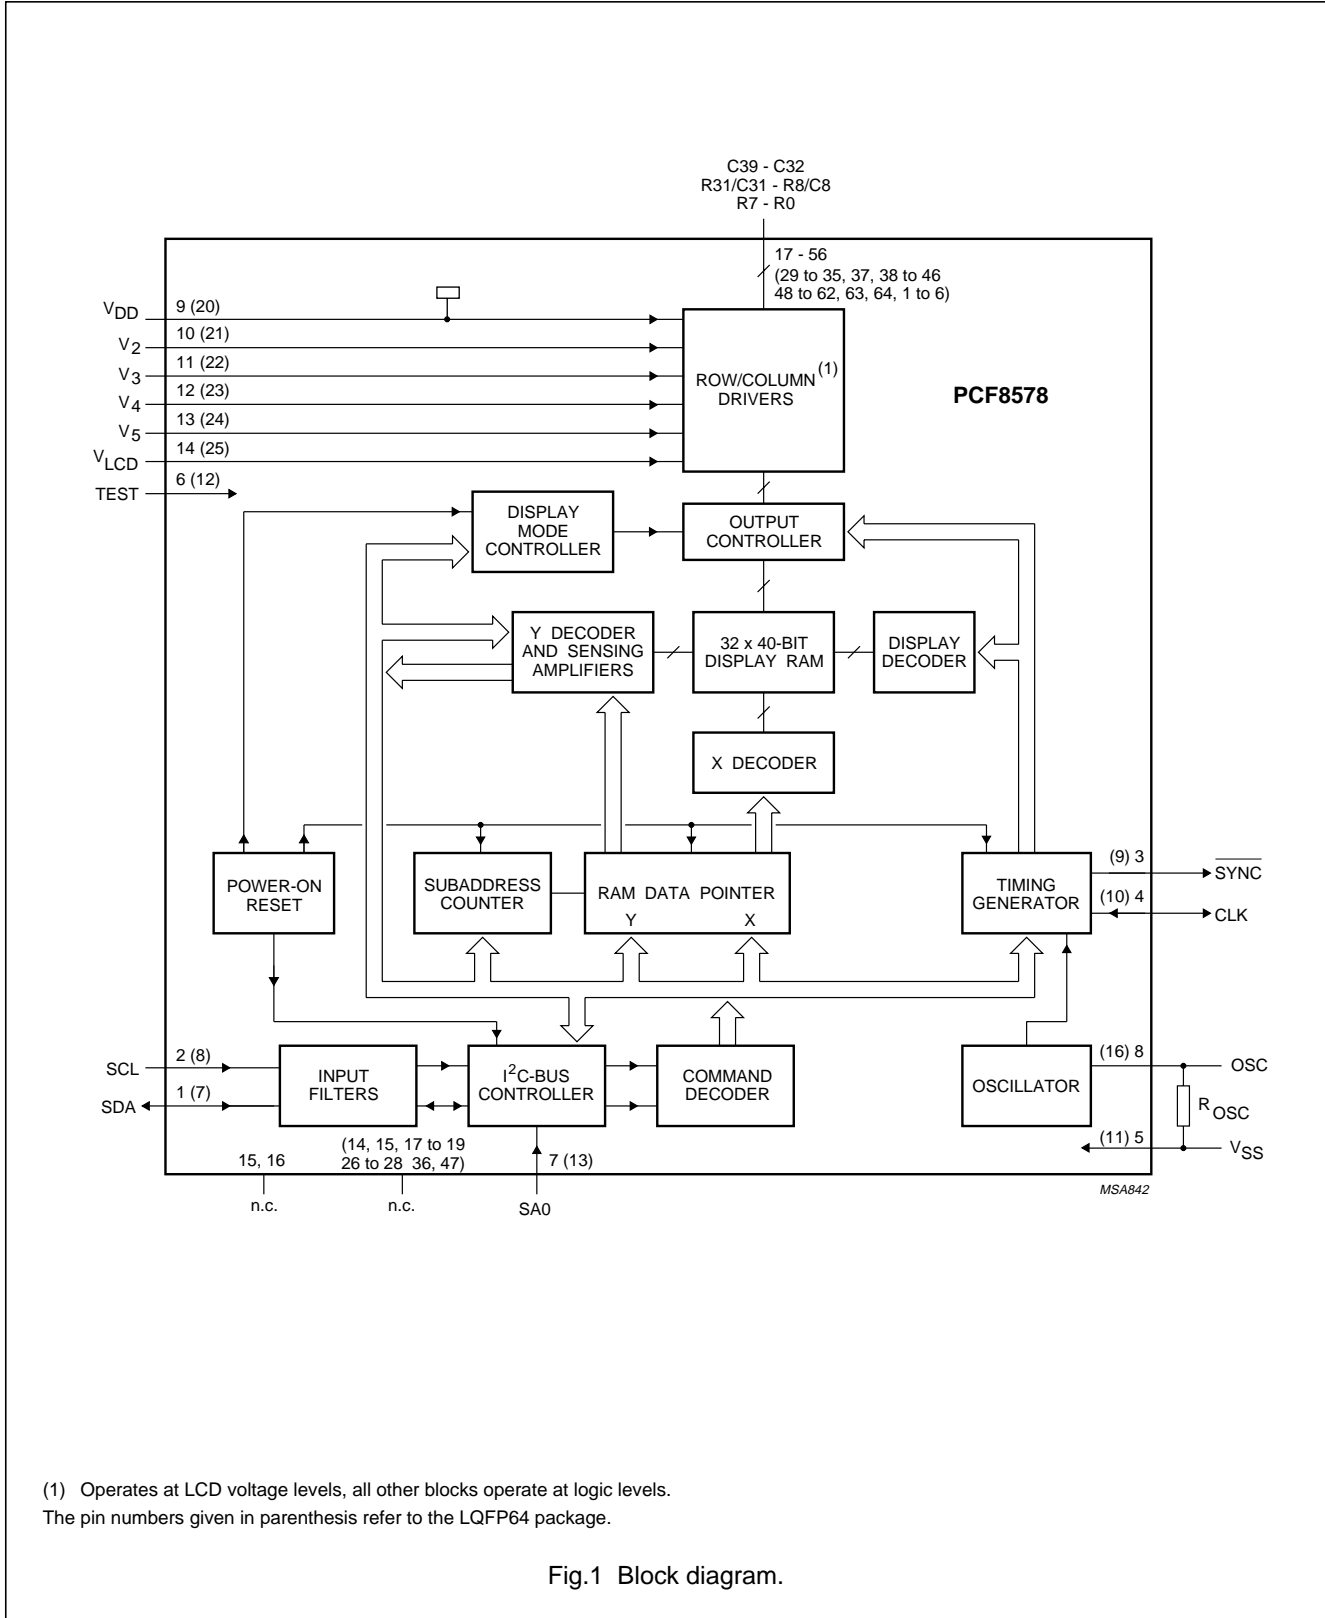 C39 - C32
R31/C31 - R8/C8
R7 - R0
17 - 56
(29 to 35, 37, 38 to 46
48 to 62, 63, 64, 1 to 6)
VDD
9 (20)
V2
10 (21)
V3
11 (22)
V4
12 (23)
V5
13 (24)
VLCD
14 (25)
TEST
6 (12)
ROW/COLUMN (1)
DRIVERS
PCF8578
DISPLAY
MODE
CONTROLLER
OUTPUT
CONTROLLER
Y DECODER
AND SENSING
AMPLIFIERS
32 x 40-BIT
DISPLAY RAM
DISPLAY
DECODER
X DECODER
POWER-ON
RESET
SUBADDRESS
COUNTER
RAM DATA POINTER
Y X
TIMING
GENERATOR
(9) 3
SYNC
(10) 4
CLK
SCL
2 (8)
SDA
1 (7)
INPUT
FILTERS
I2C-BUS
CONTROLLER
COMMAND
DECODER
OSCILLATOR
(16) 8
OSC
ROSC
(11) 5
VSS
15, 16
n.c.
(14, 15, 17 to 19
26 to 28 36, 47)
n.c.
7 (13)
SA0
MSA842
(1) Operates at LCD voltage levels, all other blocks operate at logic levels.
The pin numbers given in parenthesis refer to the LQFP64 package.
Fig.1 Block diagram.